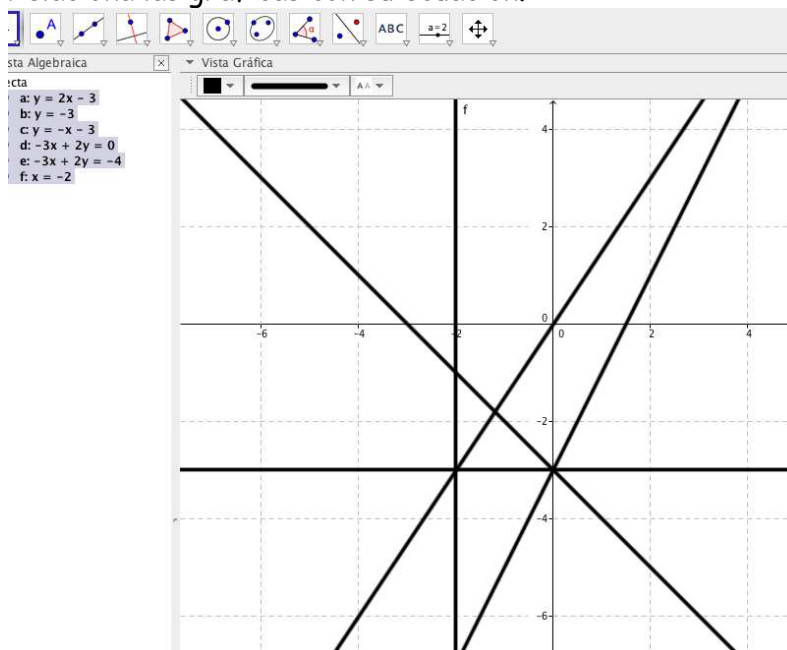 ABC
a=2
sta Algebraica
Vista Gráfica
ecta
a: y = 2x – 3
b: y = –3
c: y = –x – 3
d: –3x + 2y = 0
e: –3x + 2y = –4
f: x = –2
A A
f
4
2
0
-6
-4
-2
0
2
4
-2
-4
-6